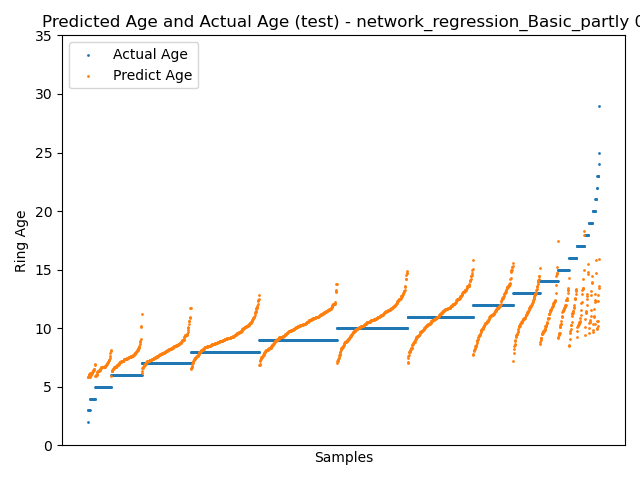 Predicted Age and Actual Age (test) - network_regression_Basic_partly 0
35
30
25
20
15
10
5
0
Ring Age
Actual Age
Predict Age
Samples